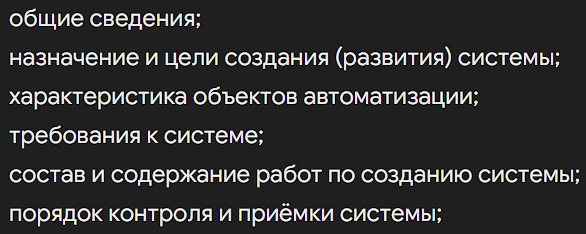 общие сведения;
назначение и цели создания (развития) системы;
характеристика объектов автоматизации;
требования к системе;
состав и содержание работ по созданию системы;
порядок контроля и приёмки системы;